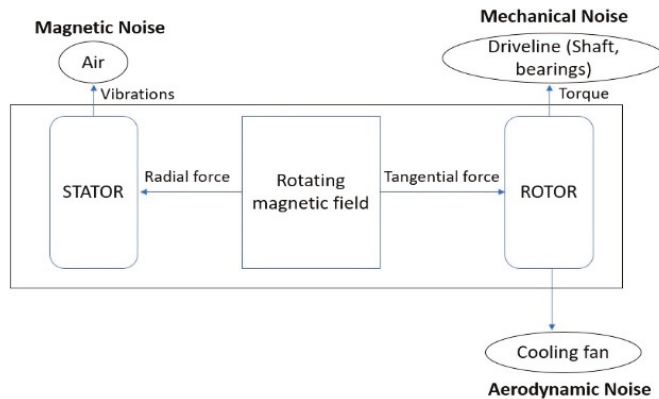 Magnetic Noise
Mechanical Noise
Air
Driveline (Shaft,
bearings)
Vibrations
Torque
STATOR
Radial force
Rotating
magnetic field
Tangential force
ROTOR
Cooling fan
Aerodynamic Noise